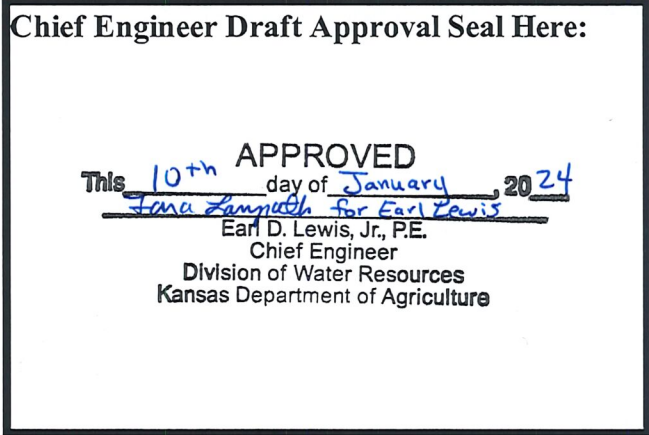 Chief Engineer Draft Approval Seal Here:
APPROVED
This 10th day of January, 2024
for Earl Lewis
Earl D. Lewis, Jr., P.E.
Chief Engineer
Division of Water Resources
Kansas Department of Agriculture